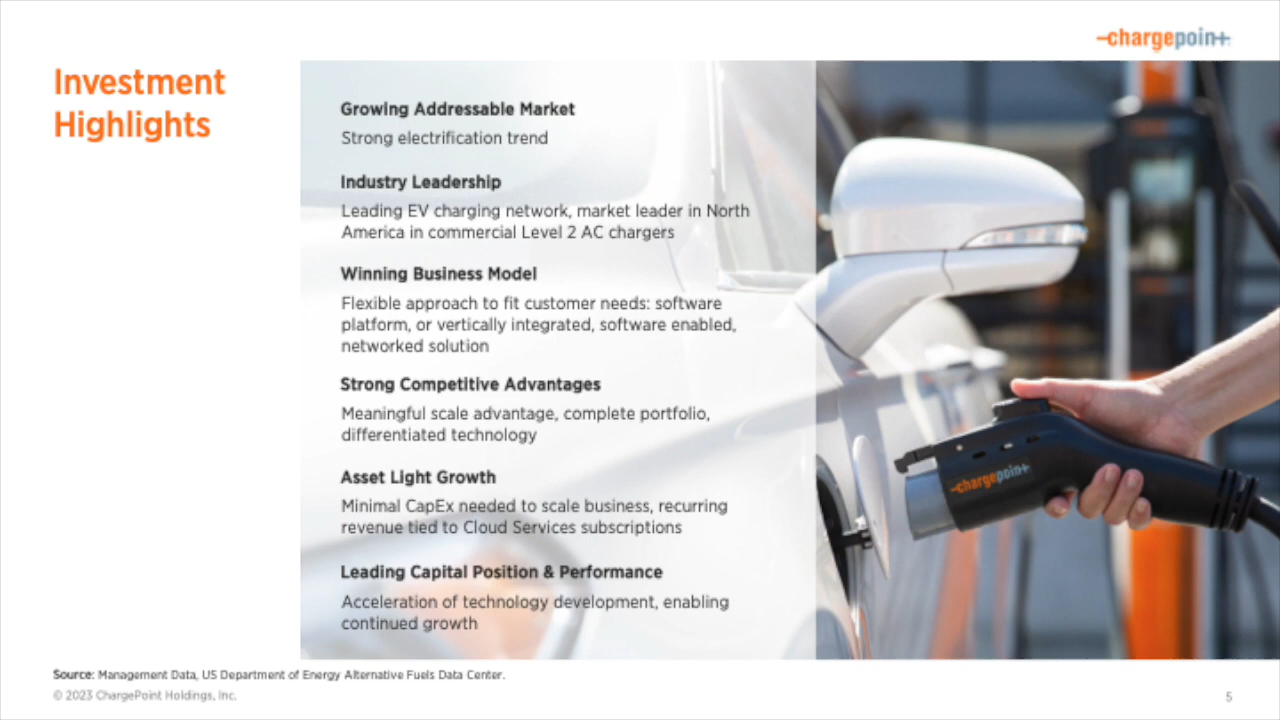 chargepoint
Investment
Highlights
Growing Addressable Market
Strong electrification trend
Industry Leadership
Leading EV charging network, market leader in North
America in commercial Level 2 AC chargers
Winning Business Model
Flexible approach to fit customer needs: software
platform, or vertically integrated, software enabled,
networked solution
Strong Competitive Advantages
Meaningful scale advantage, complete portfolio,
differentiated technology
Asset Light Growth
Minimal CapEx needed to scale business, recurring
revenue tied to Cloud Services subscriptions
Leading Capital Position & Performance
Acceleration of technology development, enabling
continued growth
chargepoint
Source: Management Data, US Department of Energy Alternative Fuels Data Center.
© 2023 ChargePoint Holdings, Inc.
5